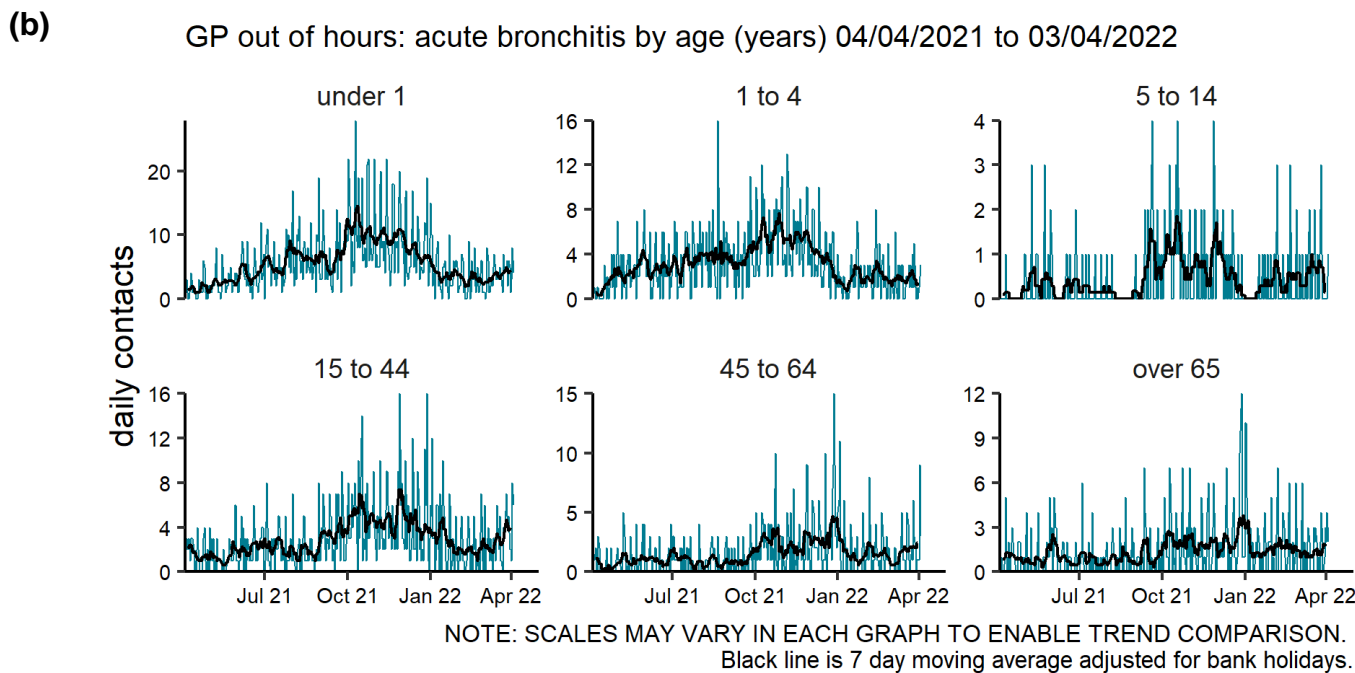 (b)
GP out of hours: acute bronchitis by age (years) 04/04/2021 to 03/04/2022
daily contacts
under 1
20
10
0
1 to 4
16
12
8
4
0
5 to 14
4
3
2
1
0
15 to 44
16
12
8
4
0
Jul 21 Oct 21 Jan 22 Apr 22
45 to 64
15
10
5
0
Jul 21 Oct 21 Jan 22 Apr 22
over 65
12
9
6
3
0
Jul 21 Oct 21 Jan 22 Apr 22
NOTE: SCALES MAY VARY IN EACH GRAPH TO ENABLE TREND COMPARISON.
Black line is 7 day moving average adjusted for bank holidays.